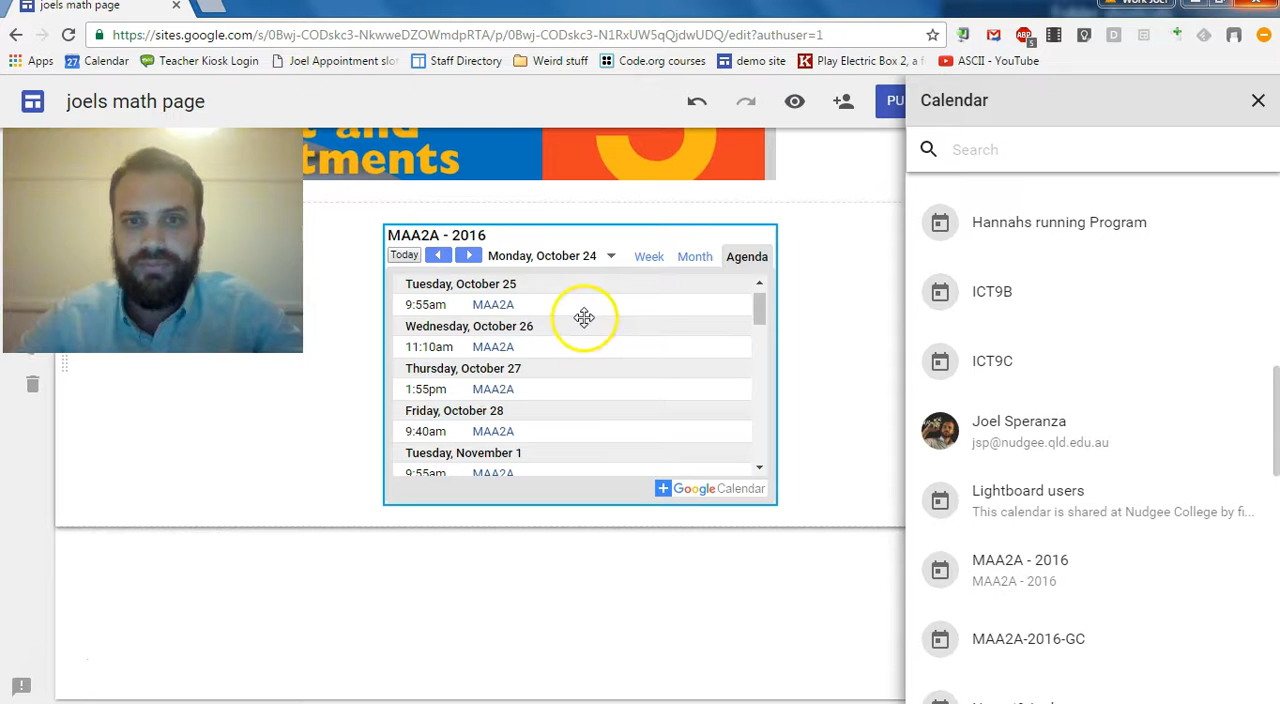 joels math page
Work Joel
https://sites.google.com/s/0Bwj-CODskc3-NkwweDZOWmdpRTA/p/0Bwj-CODskc3-N1RxUW5qQjdwUDQ/edit?authuser=1
Apps
27 Calendar
Teacher Kiosk Login
Joel Appointment slot
Staff Directory
Weird stuff
Code.org courses
demo site
Play Electric Box 2, a f
ASCII - YouTube
joels math page
PU
Calendar
Search
t and
tments
MAA2A - 2016
Today
Monday, October 24
Week
Month
Agenda
Tuesday, October 25
9:55am MAA2A
Wednesday, October 26
11:10am MAA2A
Thursday, October 27
1:55pm MAA2A
Friday, October 28
9:40am MAA2A
Tuesday, November 1
9:55am MAA2A
Google Calendar
Hannahs running Program
ICT9B
ICT9C
Joel Speranza
jsp@nudgee.qld.edu.au
Lightboard users
This calendar is shared at Nudgee College by fi...
MAA2A - 2016
MAA2A - 2016
MAA2A-2016-GC